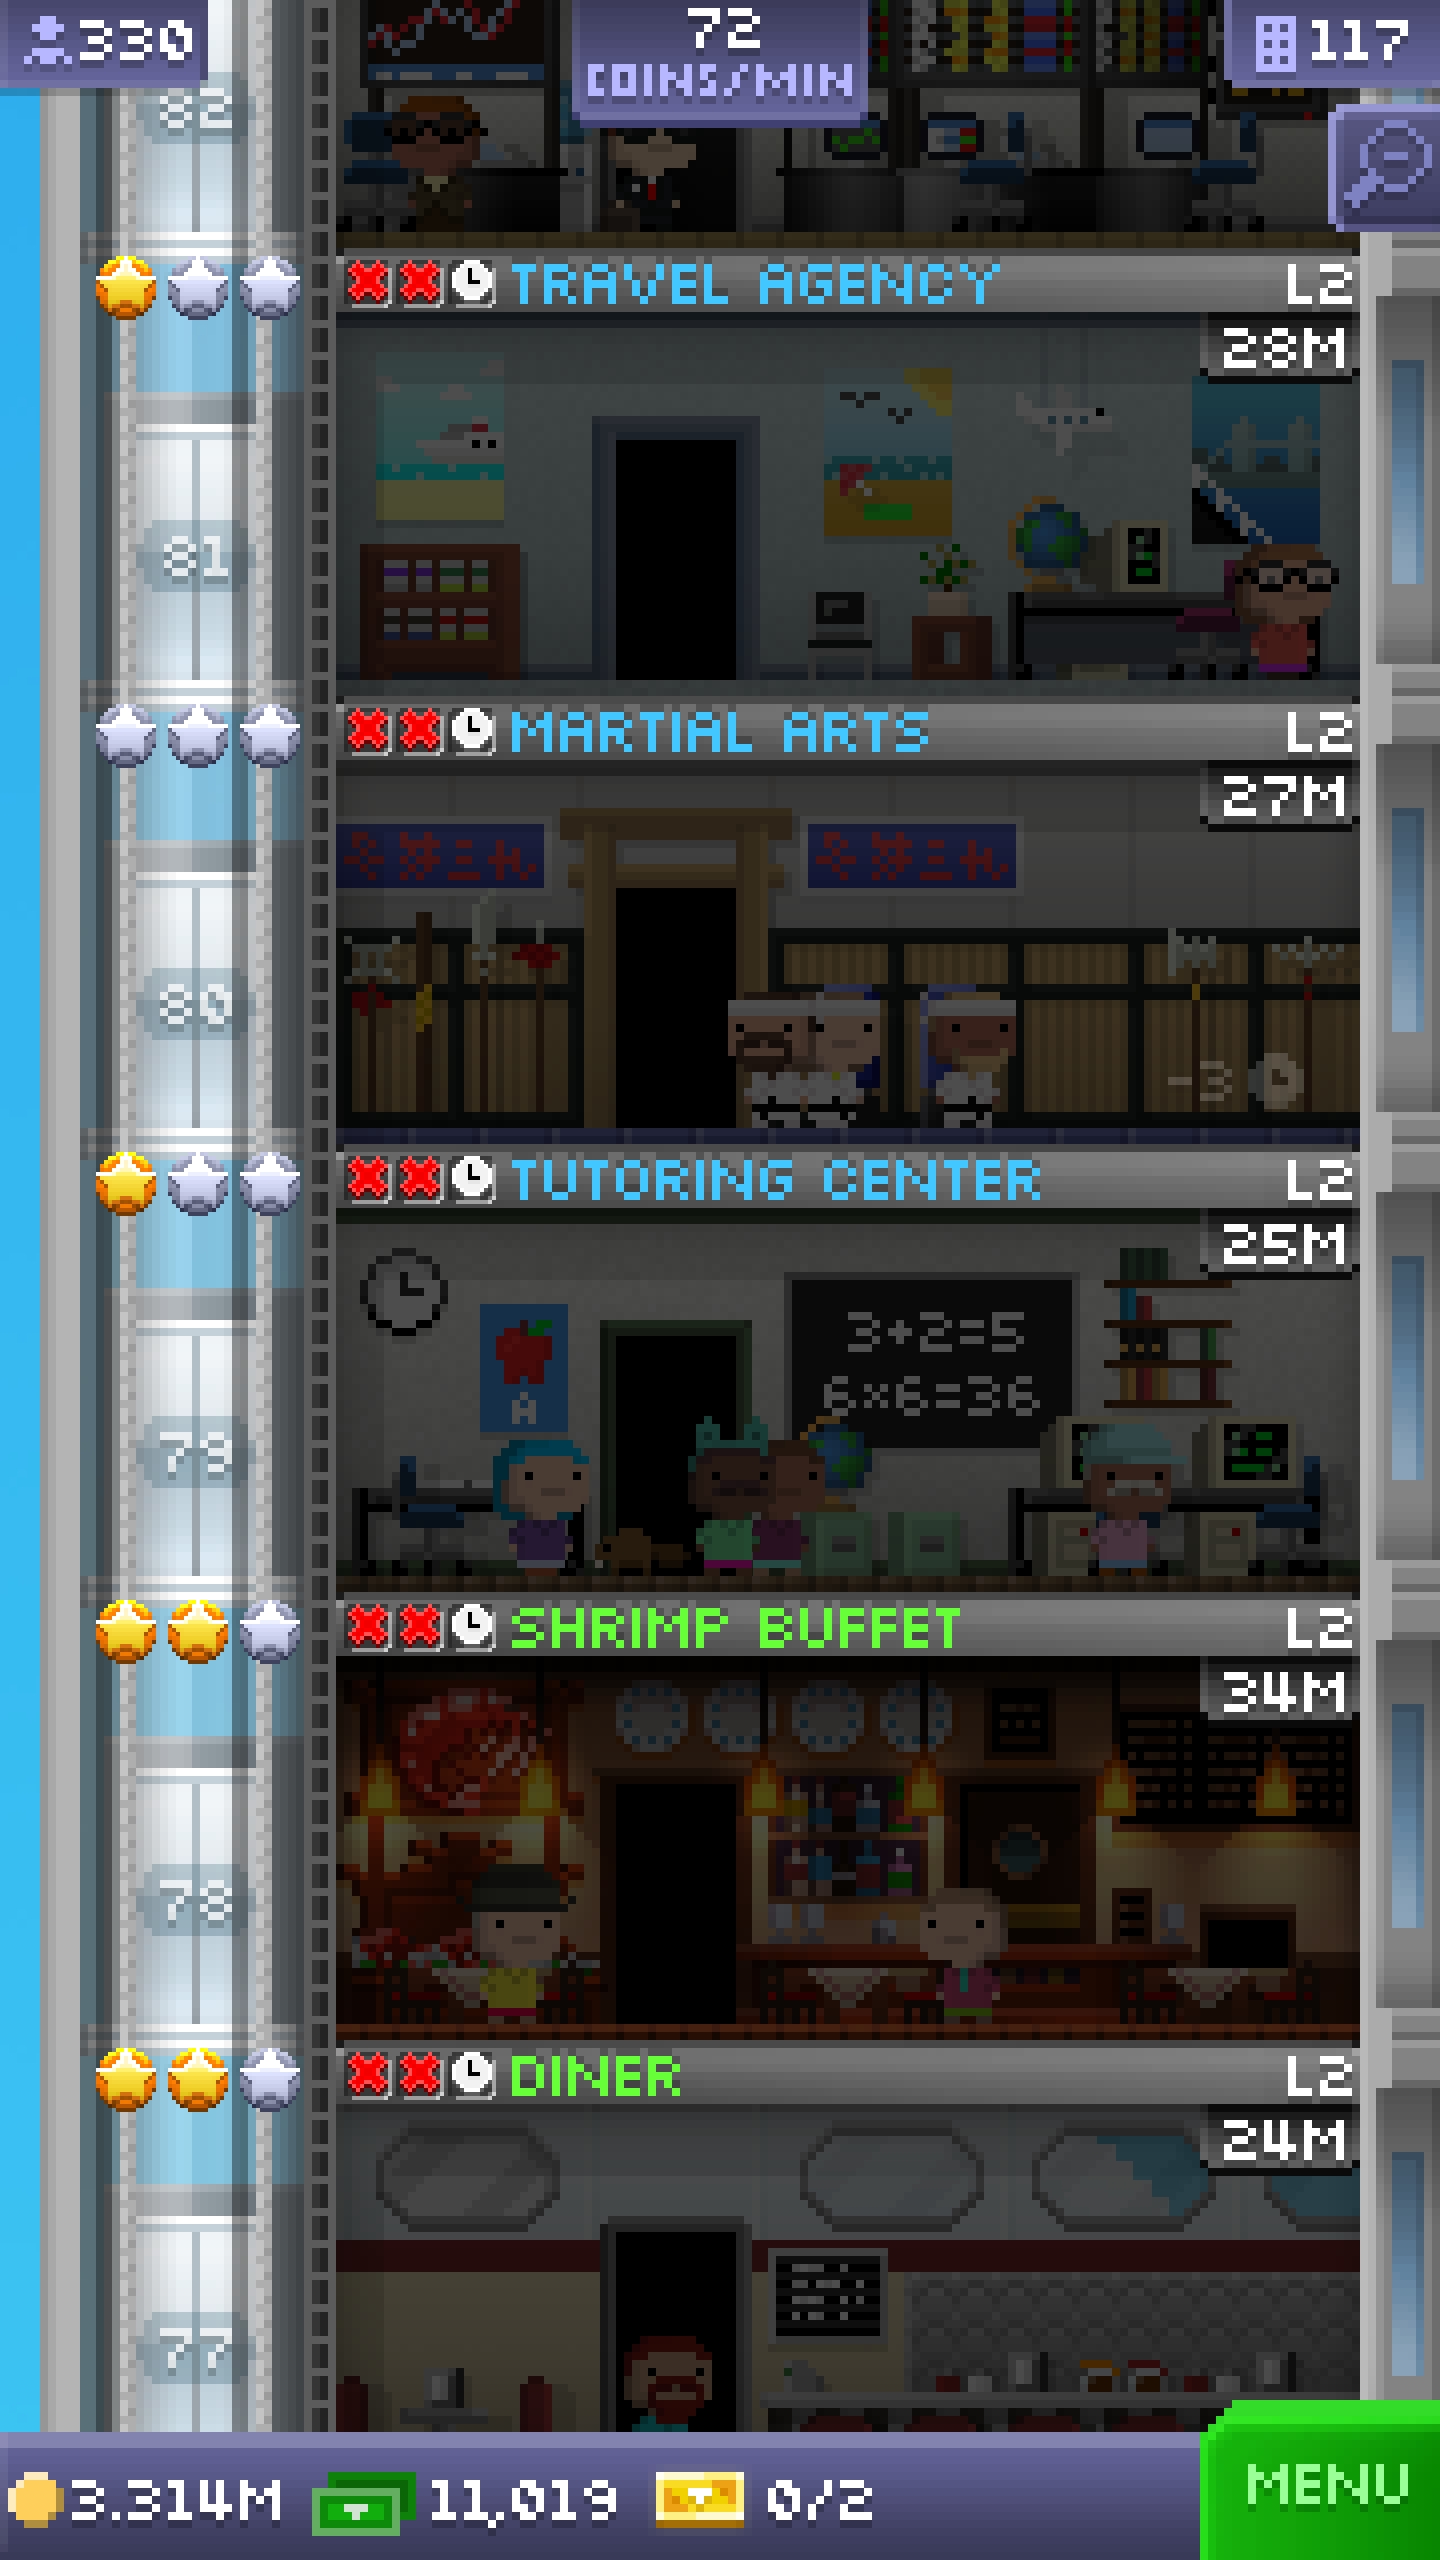 330
72
COINS/MIN
117
82
TRAVEL AGENCY
L2
28M
81
MARTIAL ARTS
L2
27M
80
-3
TUTORING CENTER
L2
25M
3+2=5
6×6=36
A
79
SHRIMP BUFFET
L2
34M
78
DINER
L2
24M
77
3.314M
11,019
0/2
MENU